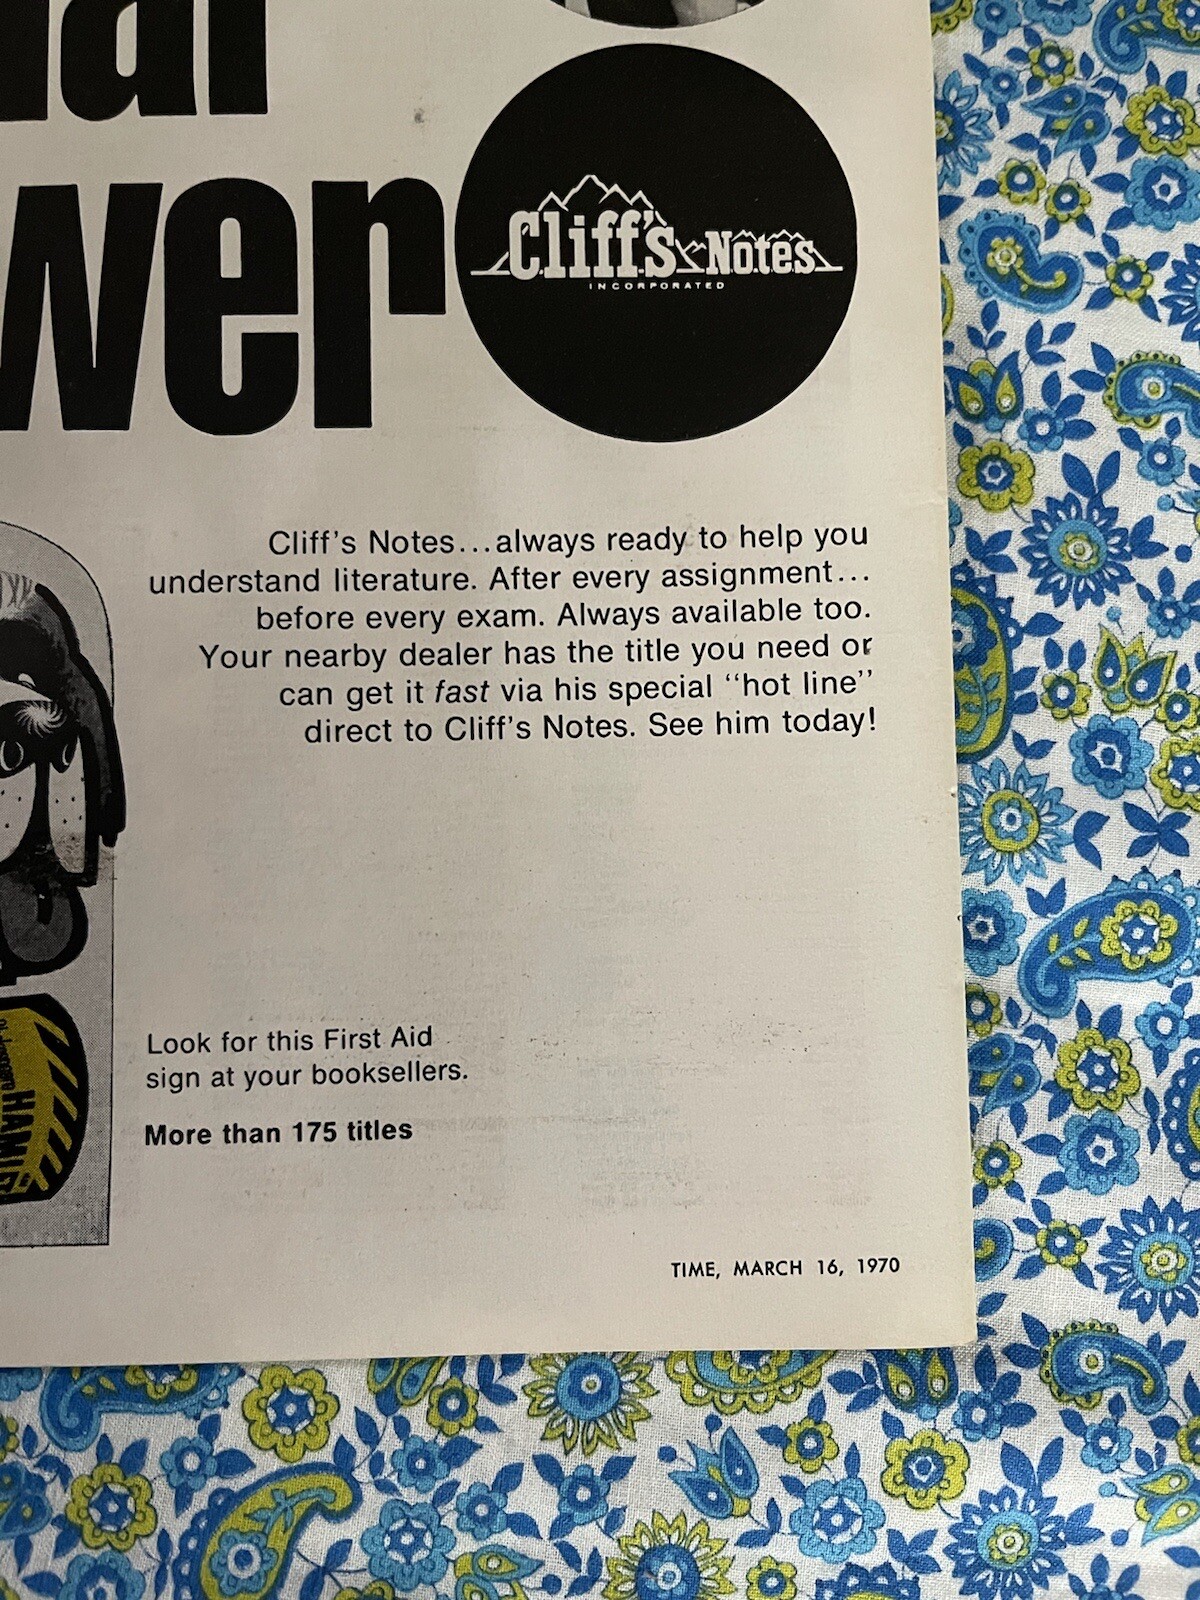 wer
Cliff's Notes
INCORPORATED
Cliff's Notes...always ready to help you
understand literature. After every assignment...
before every exam. Always available too.
Your nearby dealer has the title you need or
can get it fast via his special “hot line”
direct to Cliff's Notes. See him today!
Look for this First Aid
sign at your booksellers.
More than 175 titles
TIME, MARCH 16, 1970